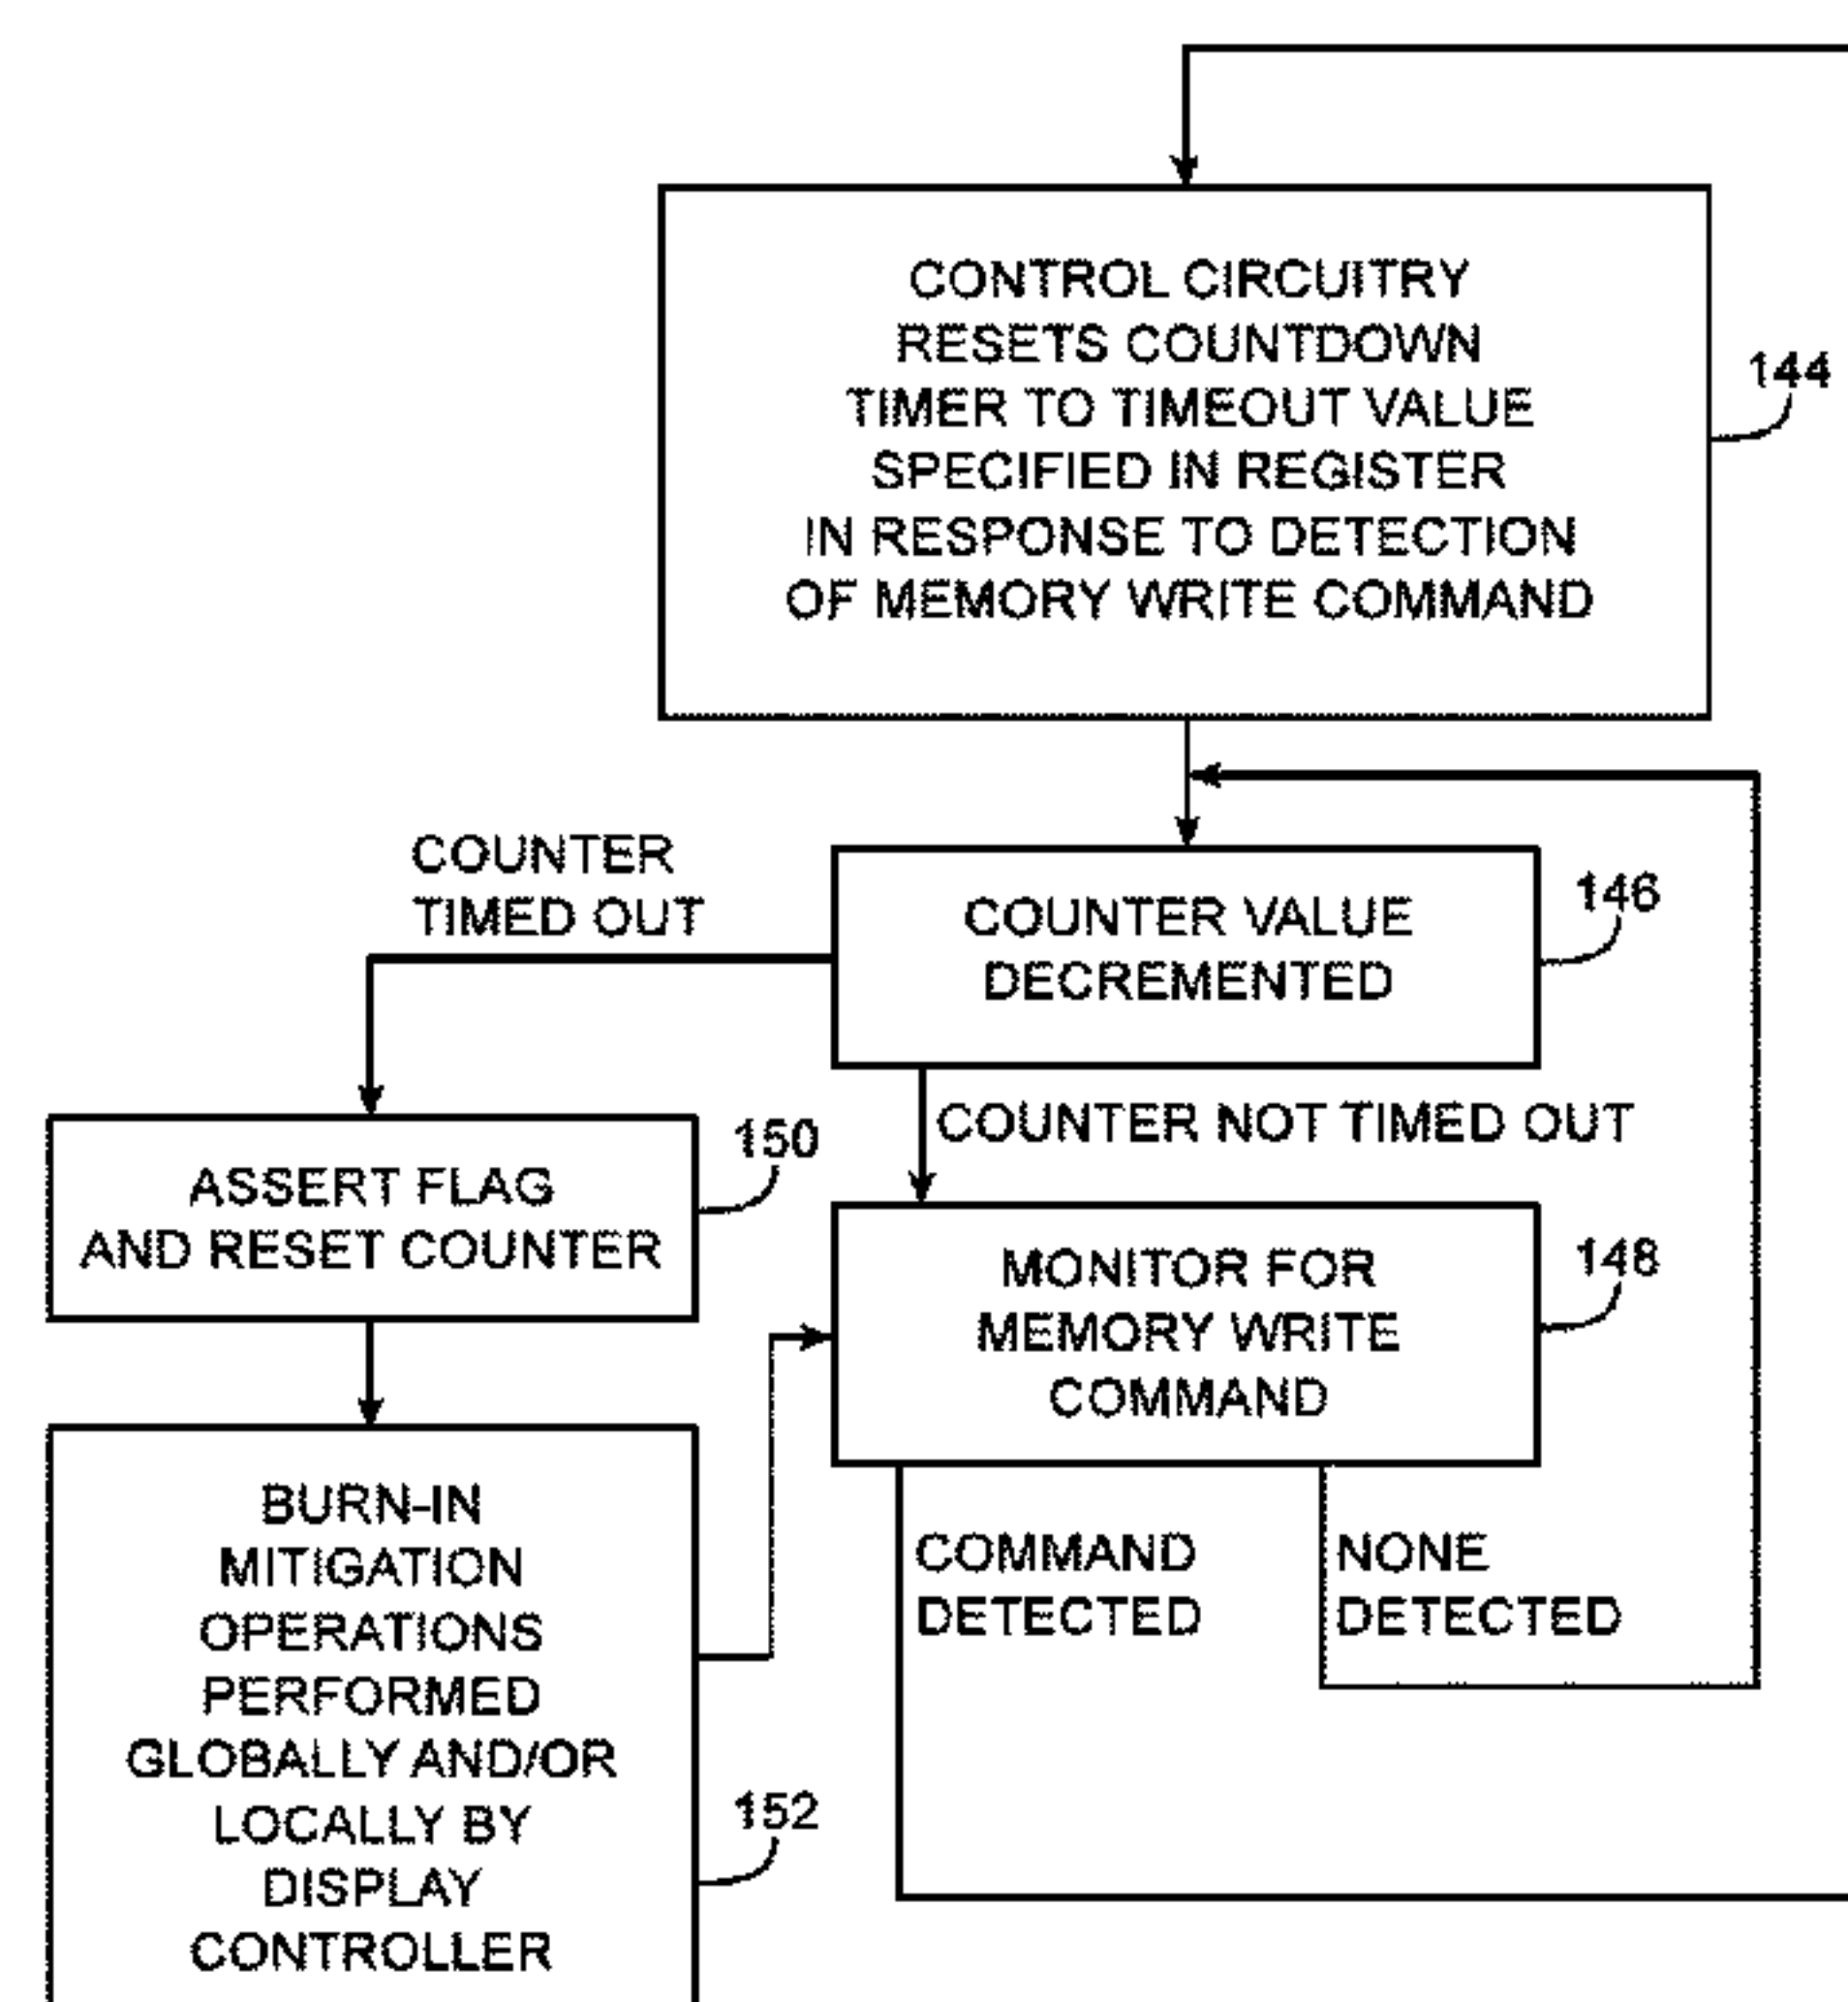 CONTROL CIRCUITRY
RESETS COUNTDOWN
TIMER TO TIMEOUT VALUE
SPECIFIED IN REGISTER
IN RESPONSE TO DETECTION
OF MEMORY WRITE COMMAND
144
COUNTER
TIMED OUT
COUNTER VALUE
DECREMENTED
146
COUNTER NOT TIMED OUT
ASSERT FLAG
AND RESET COUNTER
150
MONITOR FOR
MEMORY WRITE
COMMAND
148
COMMAND
DETECTED
NONE
DETECTED
BURN-IN
MITIGATION
OPERATIONS
PERFORMED
GLOBALLY AND/OR
LOCALLY BY
DISPLAY
CONTROLLER
152